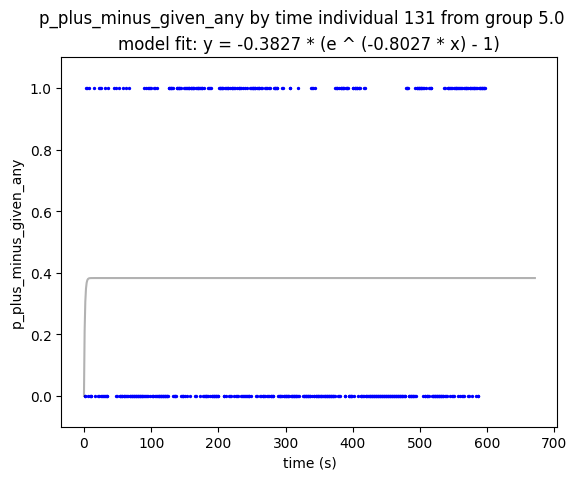 p_plus_minus_given_any by time individual 131 from group 5.0
model fit: y = -0.3827 * (e ^ (-0.8027 * x) - 1)
1.0
0.8
0.6
0.4
0.2
0.0
p_plus_minus_given_any
0 100 200 300 400 500 600 700
time (s)